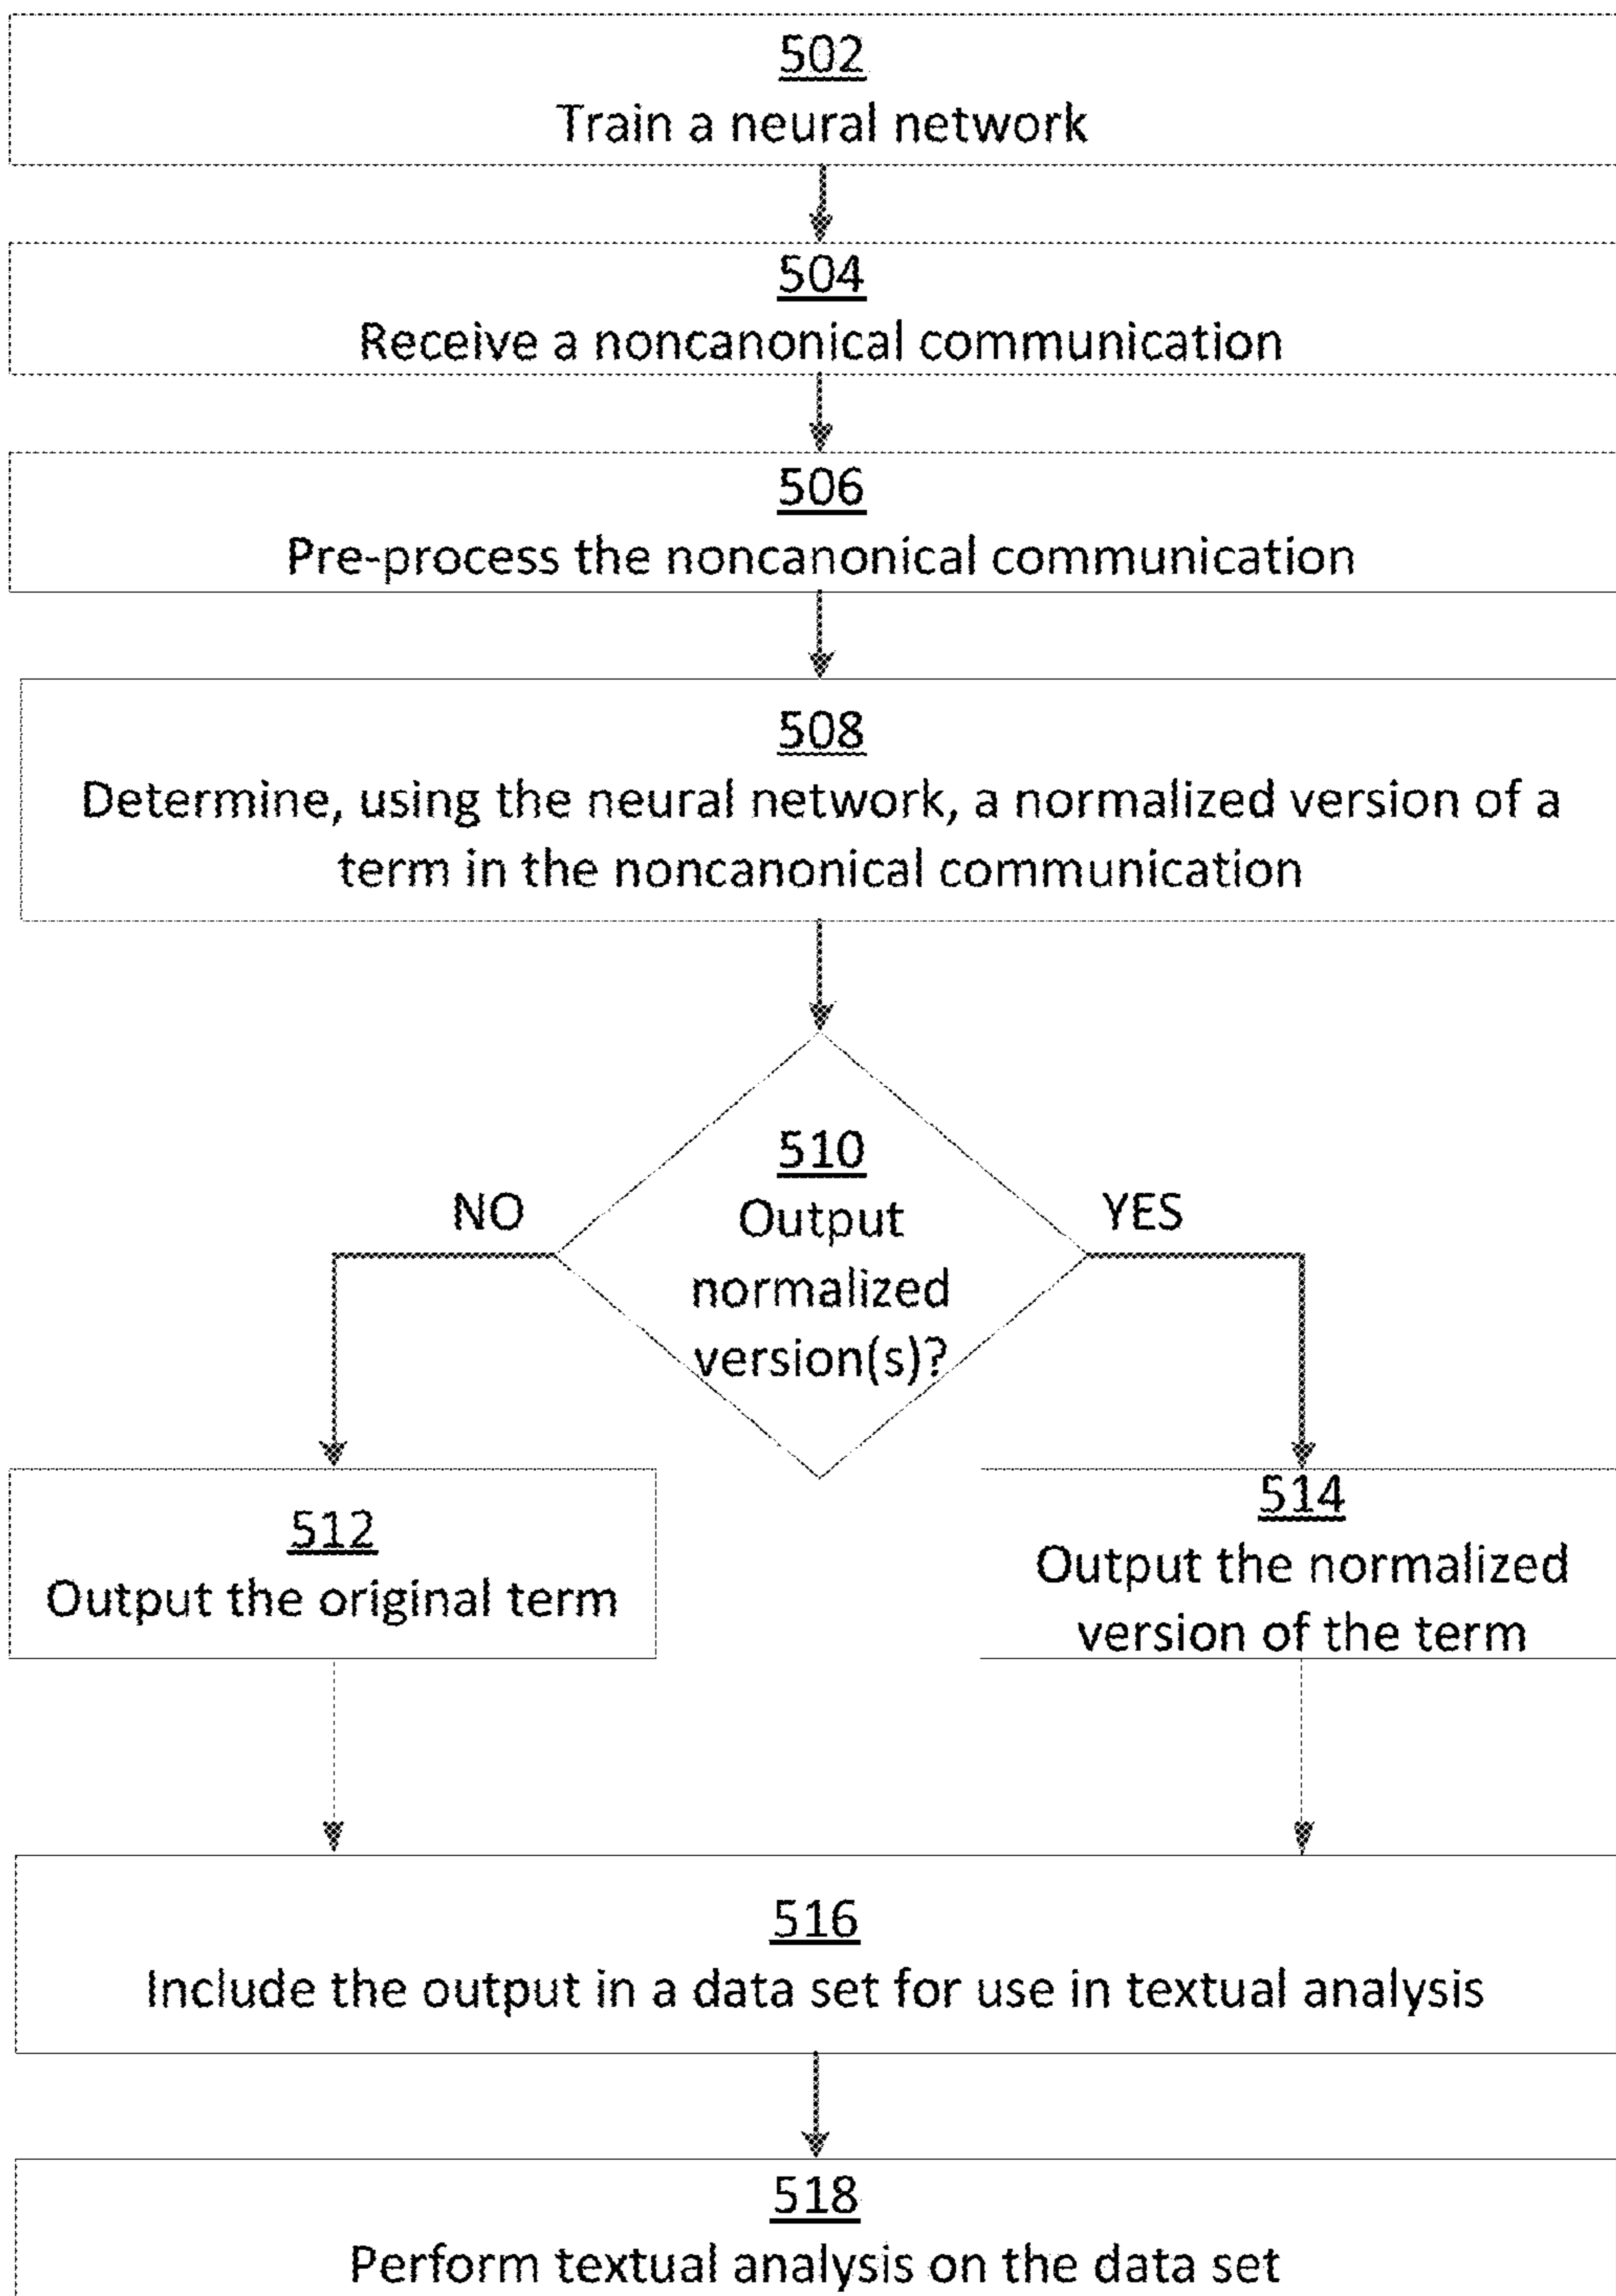 502
Train a neural network
504
Receive a noncanonical communication
506
Pre-process the noncanonical communication
508
Determine, using the neural network, a normalized version of a
term in the noncanonical communication
510
Output
normalized
version(s)?
NO
YES
512
Output the original term
514
Output the normalized
version of the term
516
Include the output in a data set for use in textual analysis
518
Perform textual analysis on the data set